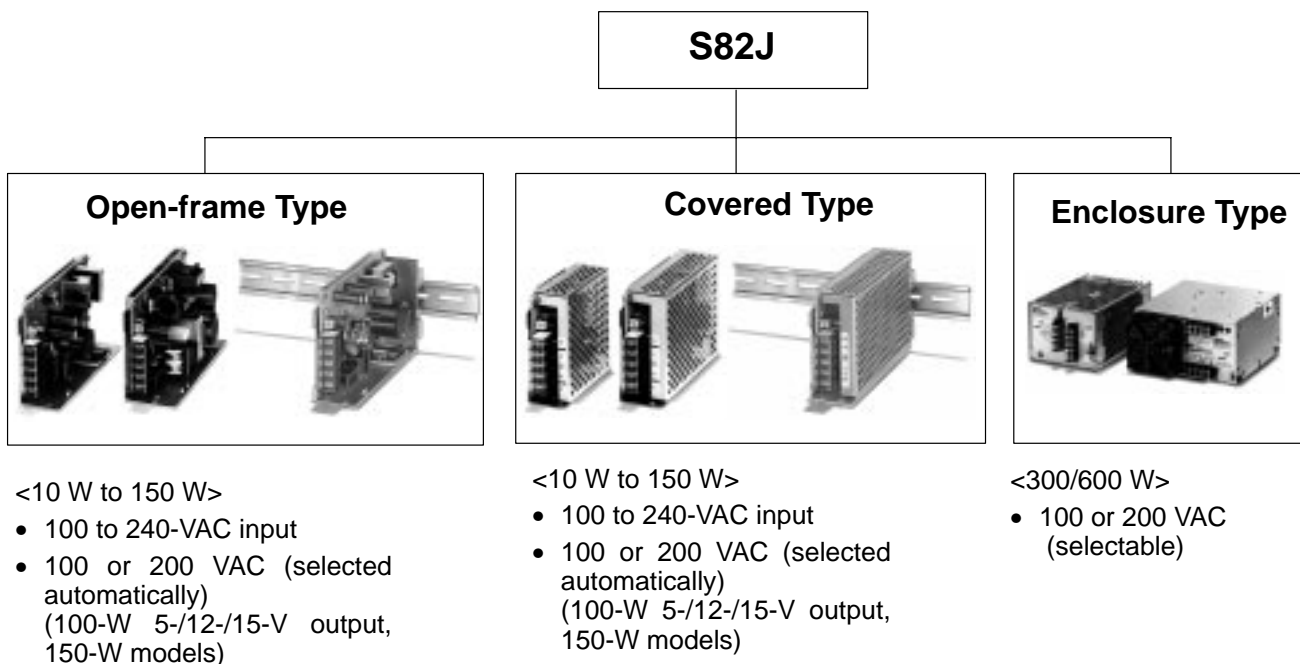 S82J
Open-frame Type
<10 W to 150 W>
• 100 to 240-VAC input
• 100 or 200 VAC (selected
automatically)
(100-W 5-/12-/15-V output,
150-W models)
Covered Type
<10 W to 150 W>
• 100 to 240-VAC input
• 100 or 200 VAC (selected
automatically)
(100-W 5-/12-/15-V output,
150-W models)
Enclosure Type
<300/600 W>
• 100 or 200 VAC
(selectable)